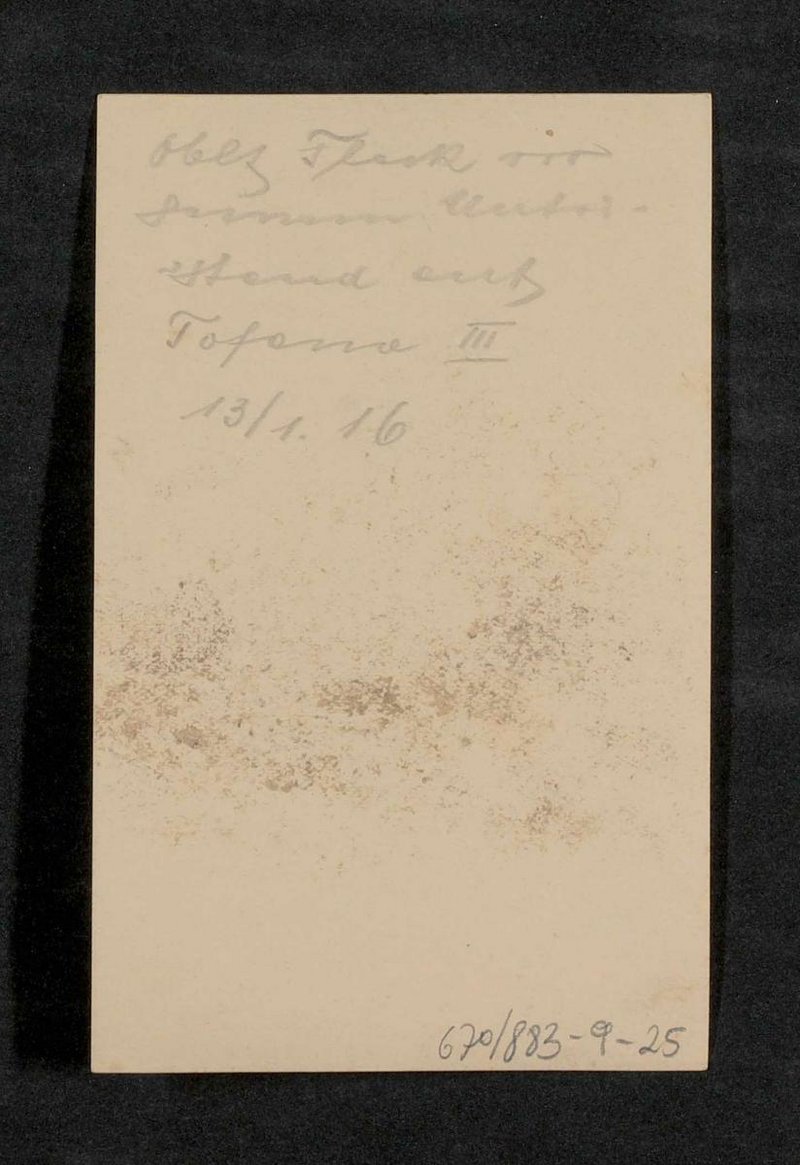 Oblt Fleck vor
seinem Unter-
stand auf
Tofana III
13/1. 16
670/883-9-25